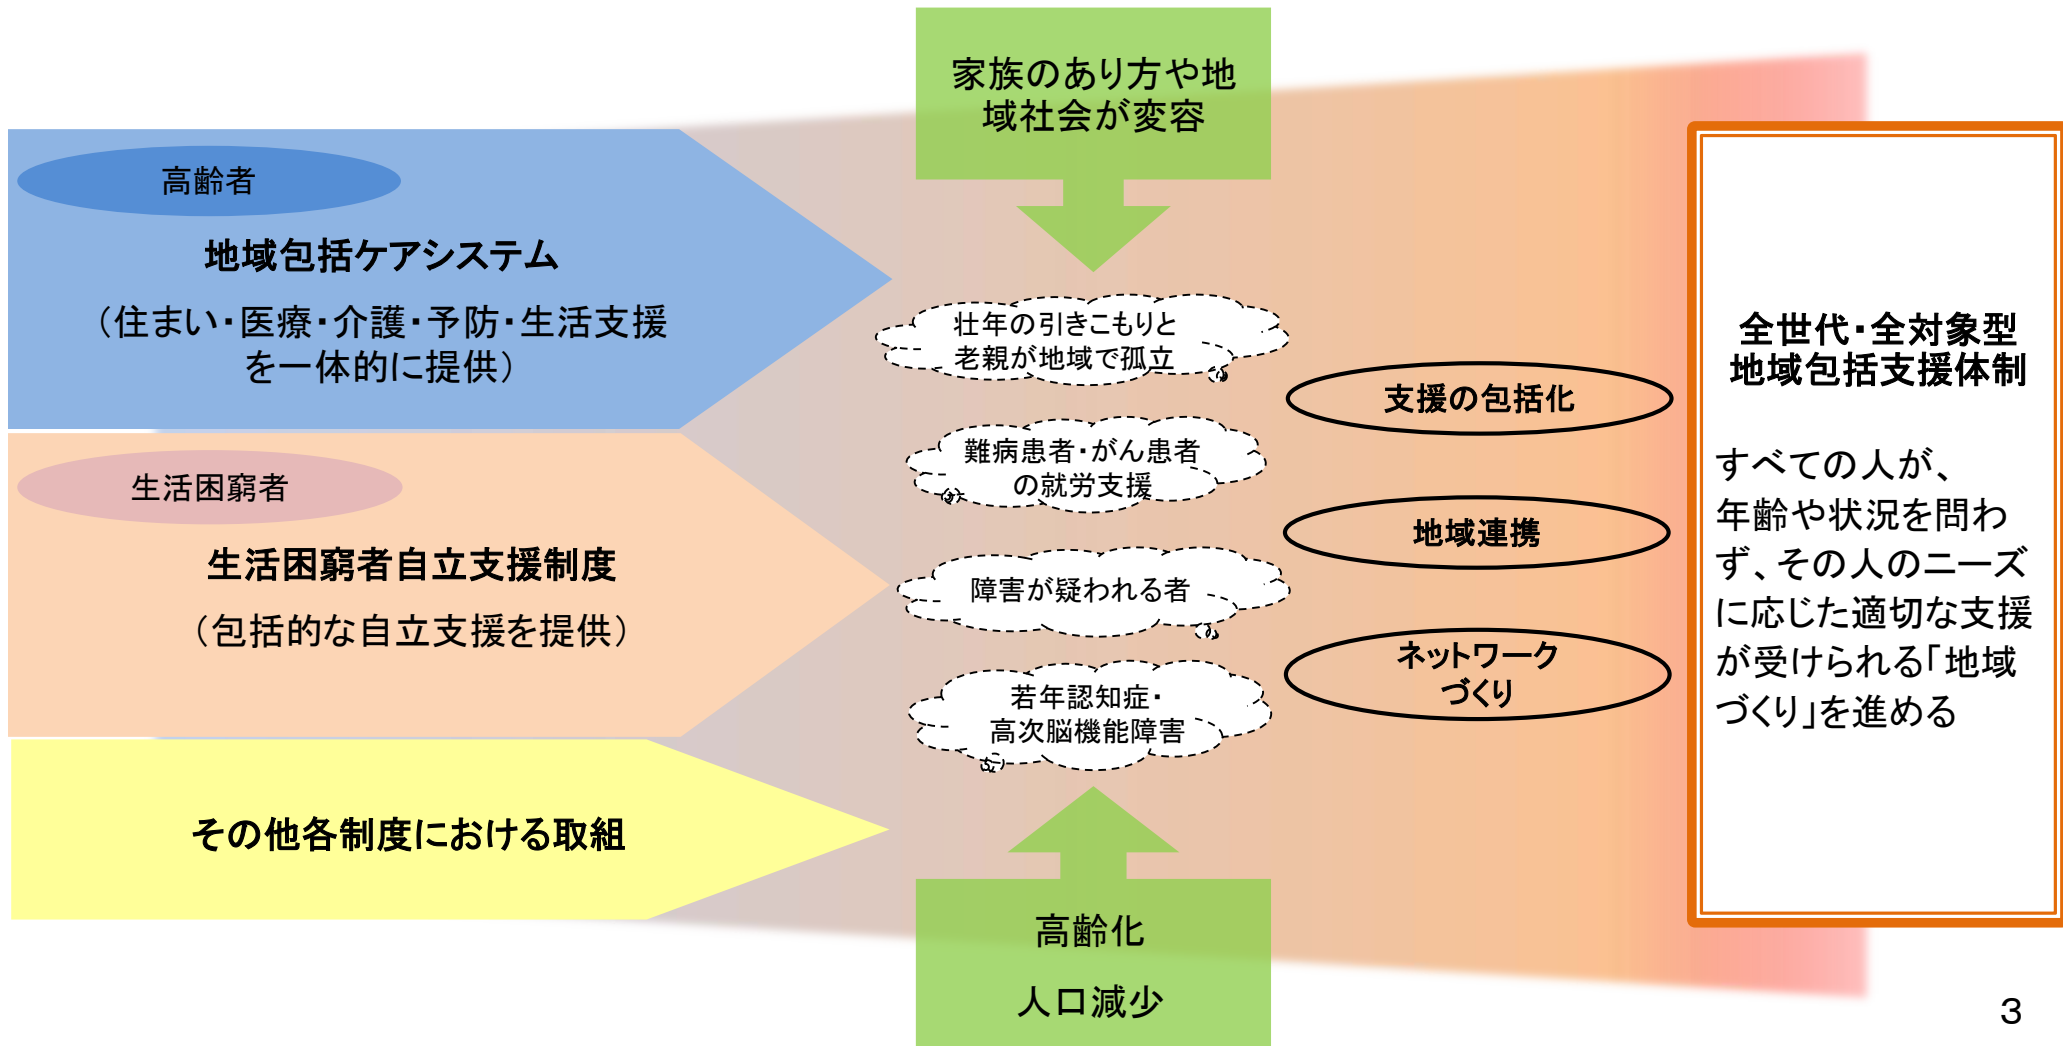 高齢者
地域包括ケアシステム
（住まい・医療・介護・予防・生活支援
を一体的に提供）
生活困窮者
生活困窮者自立支援制度
（包括的な自立支援を提供）
その他各制度における取組
家族のあり方や地
域社会が変容
壮年の引きこもりと
老親が地域で孤立
難病患者・がん患者
の就労支援
障害が疑われる者
若年認知症・
高次脳機能障害
高齢化
人口減少
支援の包括化
地域連携
ネットワーク
づくり
全世代・全対象型
地域包括支援体制
すべての人が、
年齢や状況を問わ
ず、その人のニーズ
に応じた適切な支援
が受けられる「地域
づくり」を進める
3